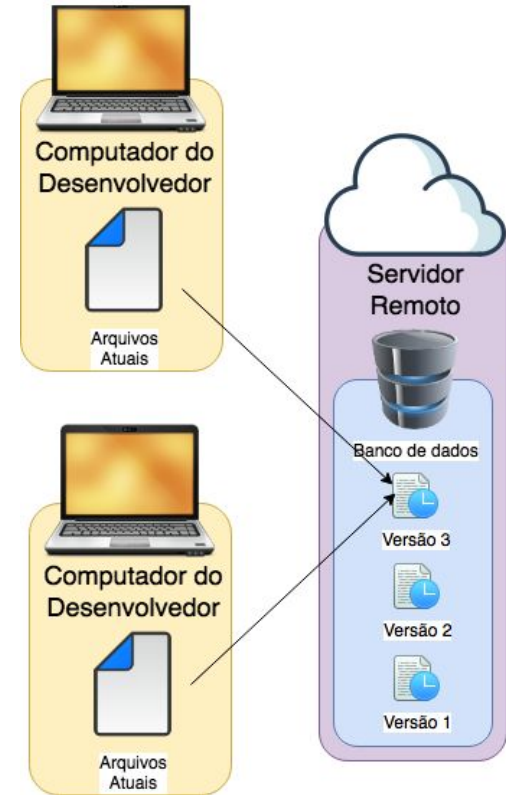 Computador do
Desenvolvedor
Arquivos
Atuais
Servidor
Remoto
Banco de dados
Versão 3
Versão 2
Versão 1
Computador do
Desenvolvedor
Arquivos
Atuais